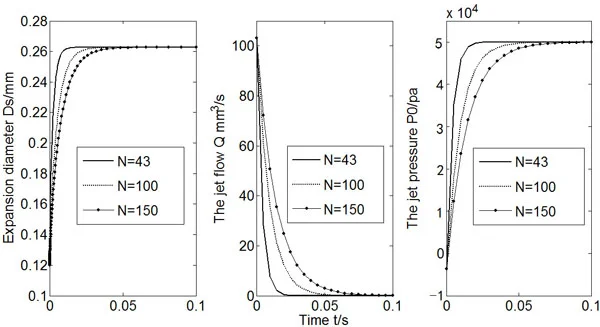 Expansion diameter Ds/mm
0.28
0.26
0.24
0.22
0.2
0.18
0.16
0.14
0.12
0.1
0
0.05
0.1
N=43
N=100
N=150
The jet flow Q mm³/s
100
80
60
40
20
0
0
0.05
0.1
N=43
N=100
N=150
Time t/s
The jet pressure P0/pa
x 10⁴
5
4
3
2
1
0
−1
0
0.05
0.1
N=43
N=100
N=150